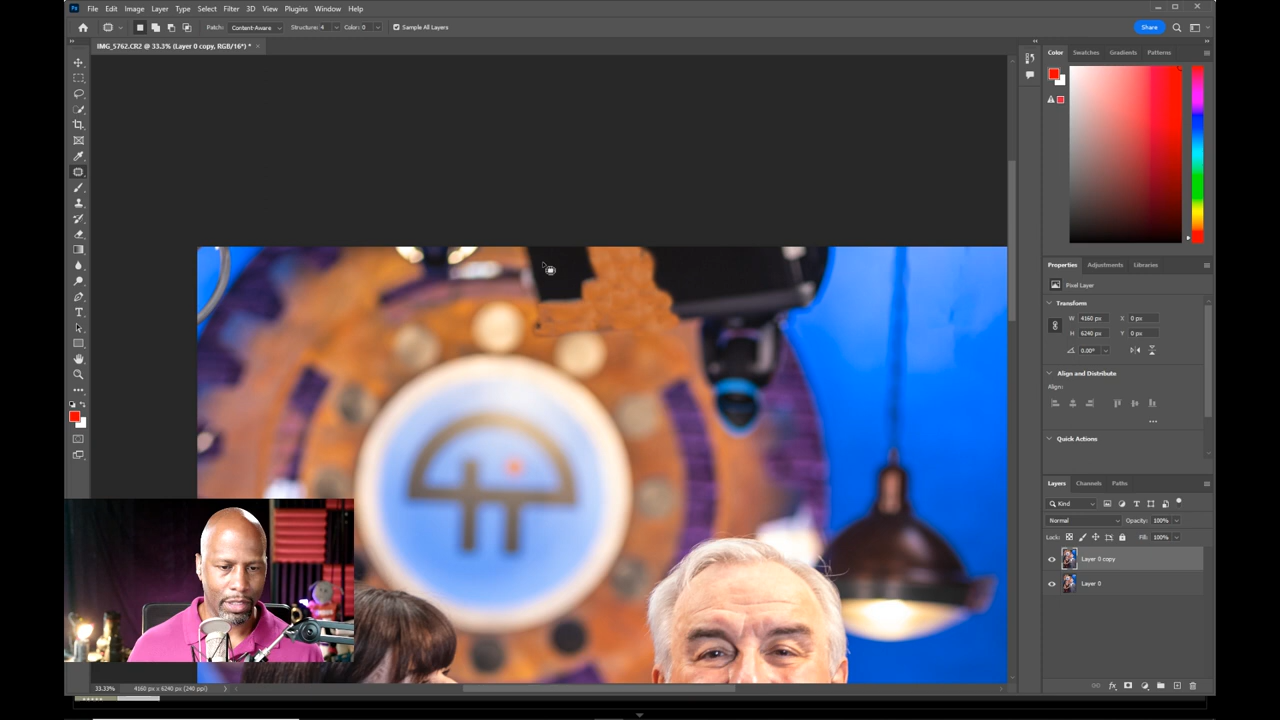 Ps File Edit Image Layer Type Select Filter 3D View Plugins Window Help
Patch: Content-Aware Structure: 4 Color: 0 Sample All Layers Share
IMG_5762.CR2 @ 33.3% (Layer 0 copy, RGB/16*) *
Color Swatches Gradients Patterns
Properties Adjustments Libraries
Pixel Layer
Transform
W 4160 px X 0 px
H 6240 px Y 0 px
0.00°
Align and Distribute
Align:
Quick Actions
Layers Channels Paths
Kind
Normal Opacity: 100%
Lock: Fill: 100%
Layer 0 copy
Layer 0
33.33% 4160 px x 6240 px (240 ppi)